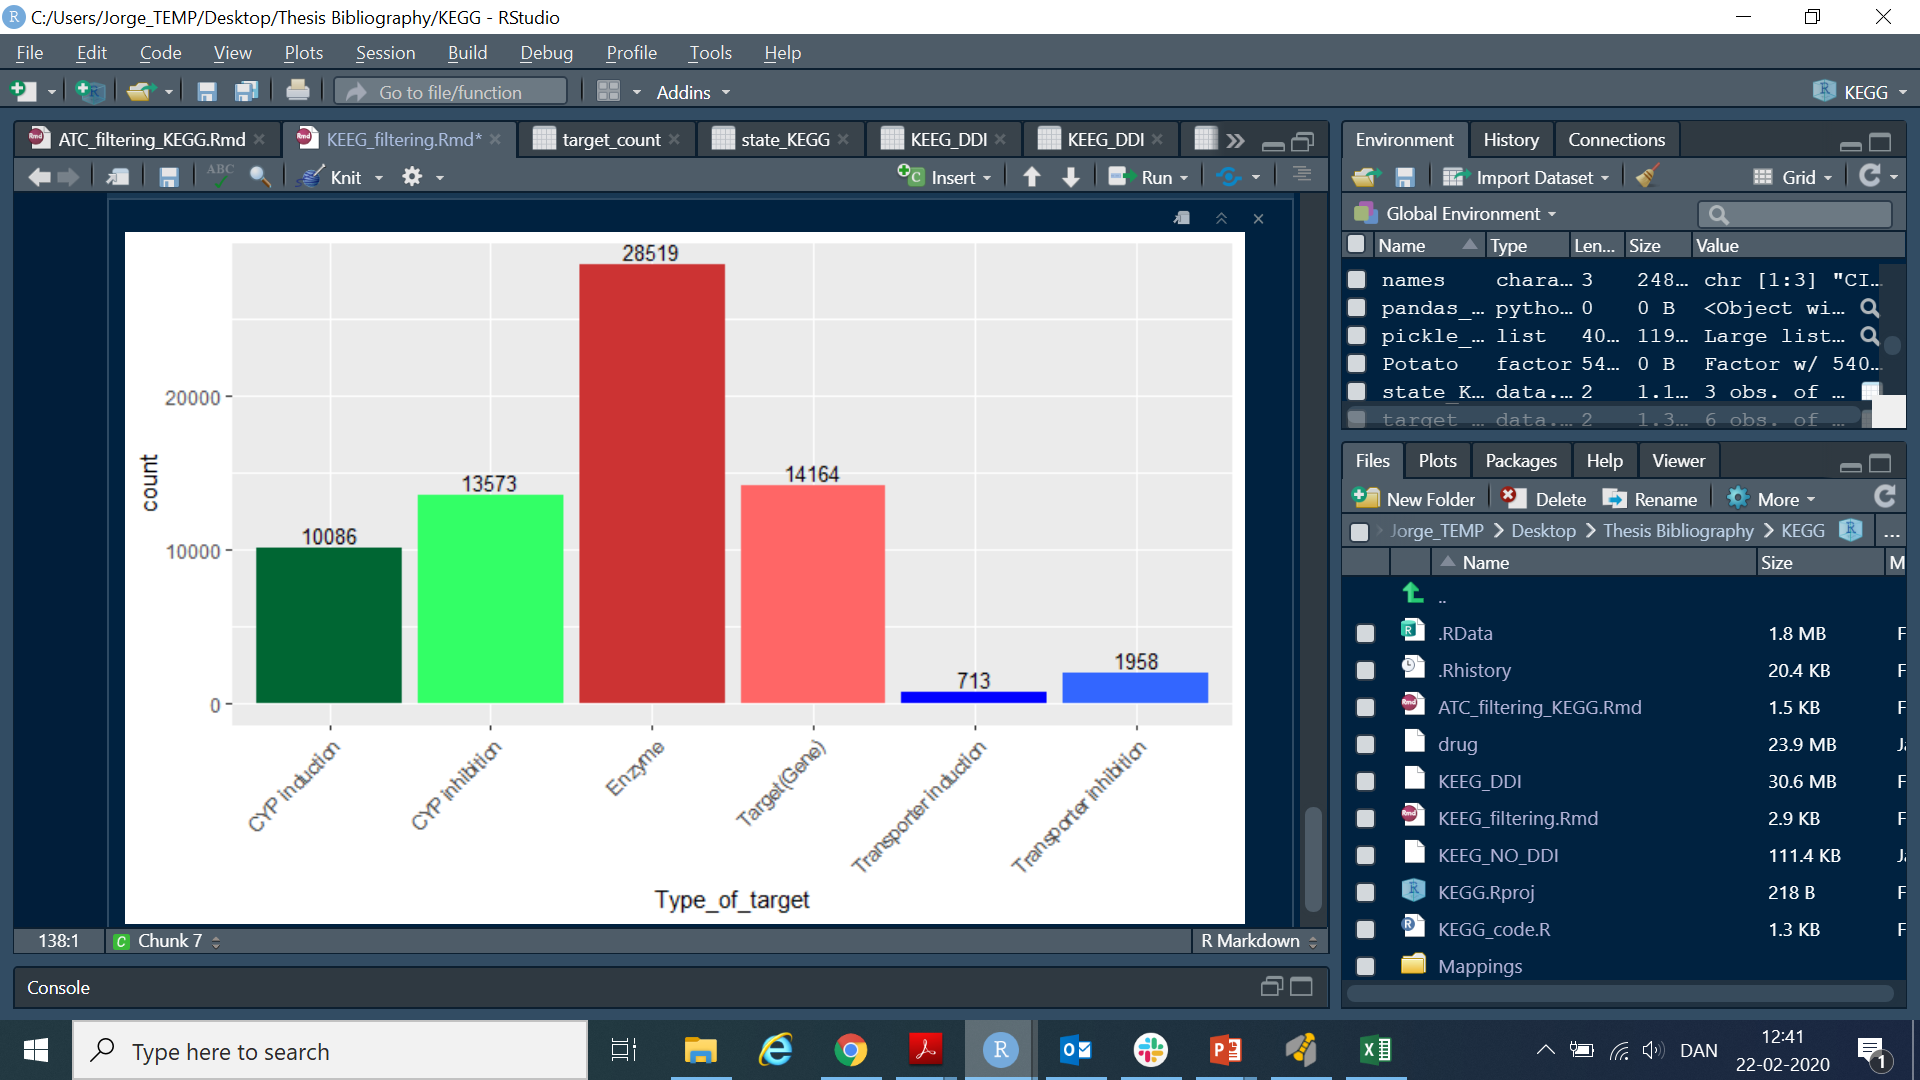 C:/Users/Jorge_TEMP/Desktop/Thesis Bibliography/KEGG - RStudio
File Edit Code View Plots Session Build Debug Profile Tools Help
Go to file/function Addins KEGG
ATC_filtering_KEGG.Rmd KEEG_filtering.Rmd* target_count state_KEGG KEEG_DDI KEEG_DDI
ABC Knit Insert Run
28519
20000
14164
13573
10086
10000
1958
713
0
count
CYP induction CYP inhibition Enzyme Target(Gene) Transporter induction Transporter inhibition
Type_of_target
138:1 Chunk 7 R Markdown
Console
Environment History Connections
Import Dataset Grid
Global Environment
Name Type Len... Size Value
names chara... 3 248... chr [1:3] "CI...
pandas_... pytho... 0 0 B <Object wi...
pickle_... list 40... 119... Large list...
Potato factor 54... 0 B Factor w/ 540...
state_K... data.... 2 1.1... 3 obs. of ...
target_... data.... 2 1.3... 6 obs. of ...
Files Plots Packages Help Viewer
New Folder Delete Rename More
Jorge_TEMP Desktop Thesis Bibliography KEGG ...
Name Size M
..
.RData 1.8 MB F
.Rhistory 20.4 KB F
ATC_filtering_KEGG.Rmd 1.5 KB F
drug 23.9 MB J
KEEG_DDI 30.6 MB F
KEEG_filtering.Rmd 2.9 KB F
KEEG_NO_DDI 111.4 KB J
KEGG.Rproj 218 B F
KEGG_code.R 1.3 KB F
Mappings
Type here to search
DAN
12:41
22-02-2020
1